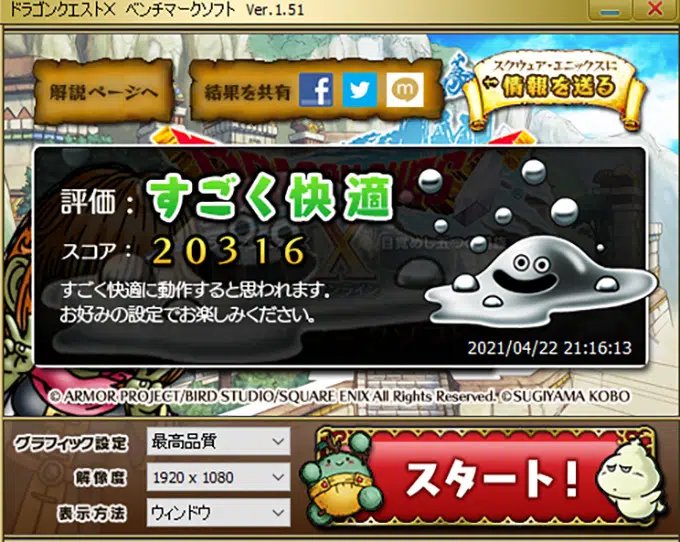 ドラゴンクエストX ベンチマークソフト Ver.1.51
解説ページへ
結果を共有
スクウェア・エニックスに
情報を送る
評価：すごく快適
スコア：20316
すごく快適に動作すると思われます。
お好みの設定でお楽しみください。
2021/04/22 21:16:13
© ARMOR PROJECT/BIRD STUDIO/SQUARE ENIX All Rights Reserved. ©SUGIYAMA KOBO
グラフィック設定 最高品質
解像度 1920 x 1080
表示方法 ウィンドウ
スタート！